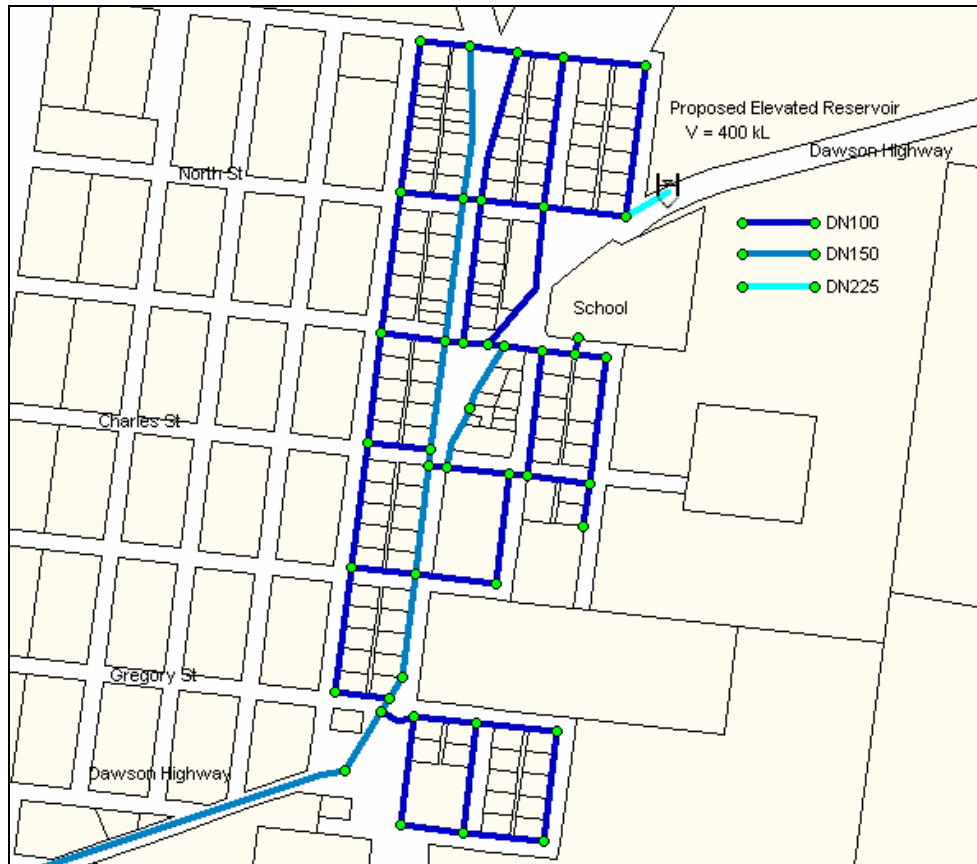 Proposed Elevated Reservoir
V = 400 kL
Dawson Highway
North St
DN100
DN150
DN225
School
Charles St
Gregory St
Dawson Highway